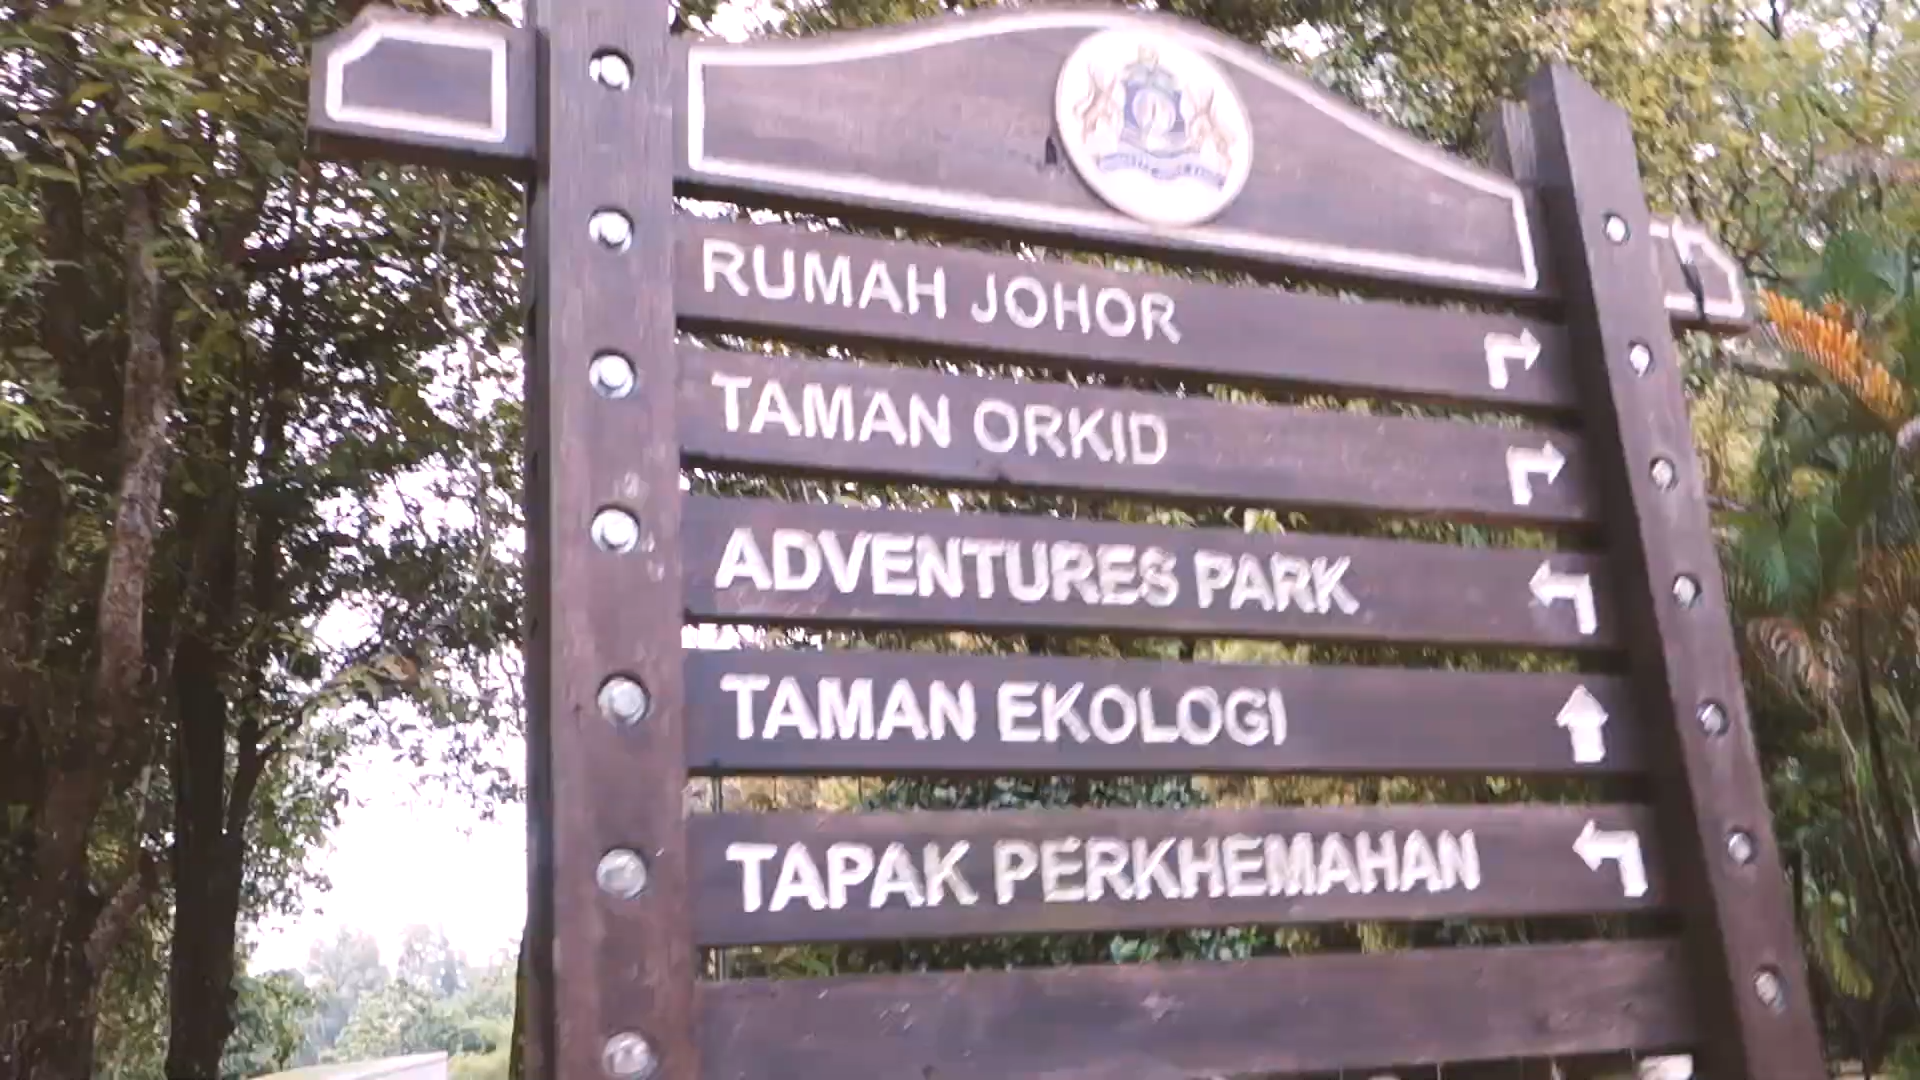 RUMAH JOHOR
TAMAN ORKID
ADVENTURES PARK
TAMAN EKOLOGI
TAPAK PERKHEMAHAN